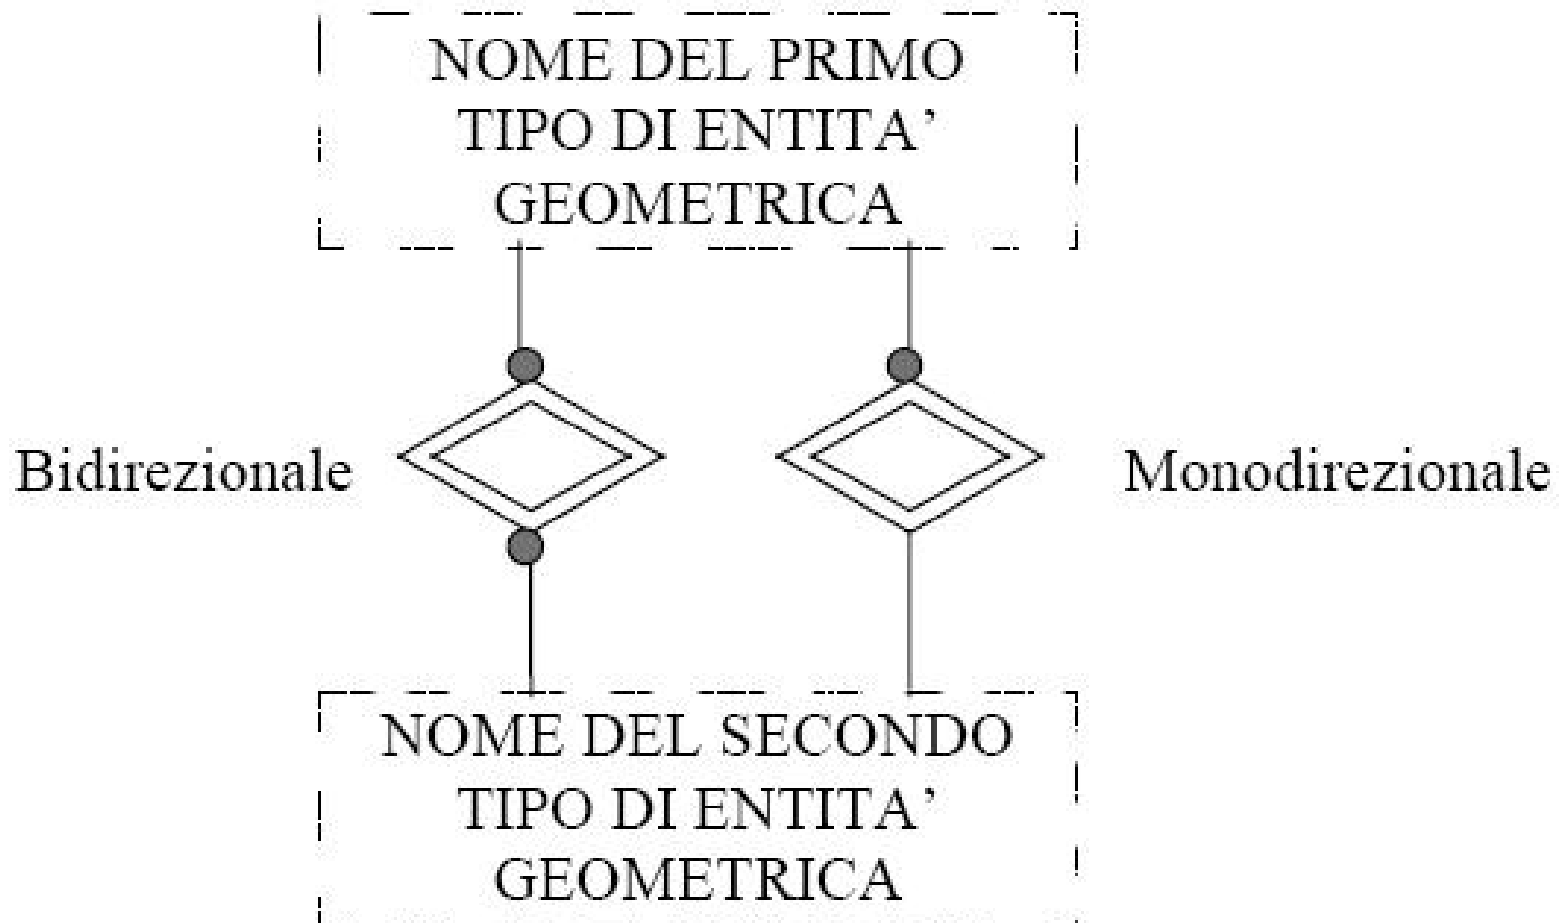 NOME DEL PRIMO
TIPO DI ENTITA’
GEOMETRICA
Bidirezionale
Monodirezionale
NOME DEL SECONDO
TIPO DI ENTITA’
GEOMETRICA